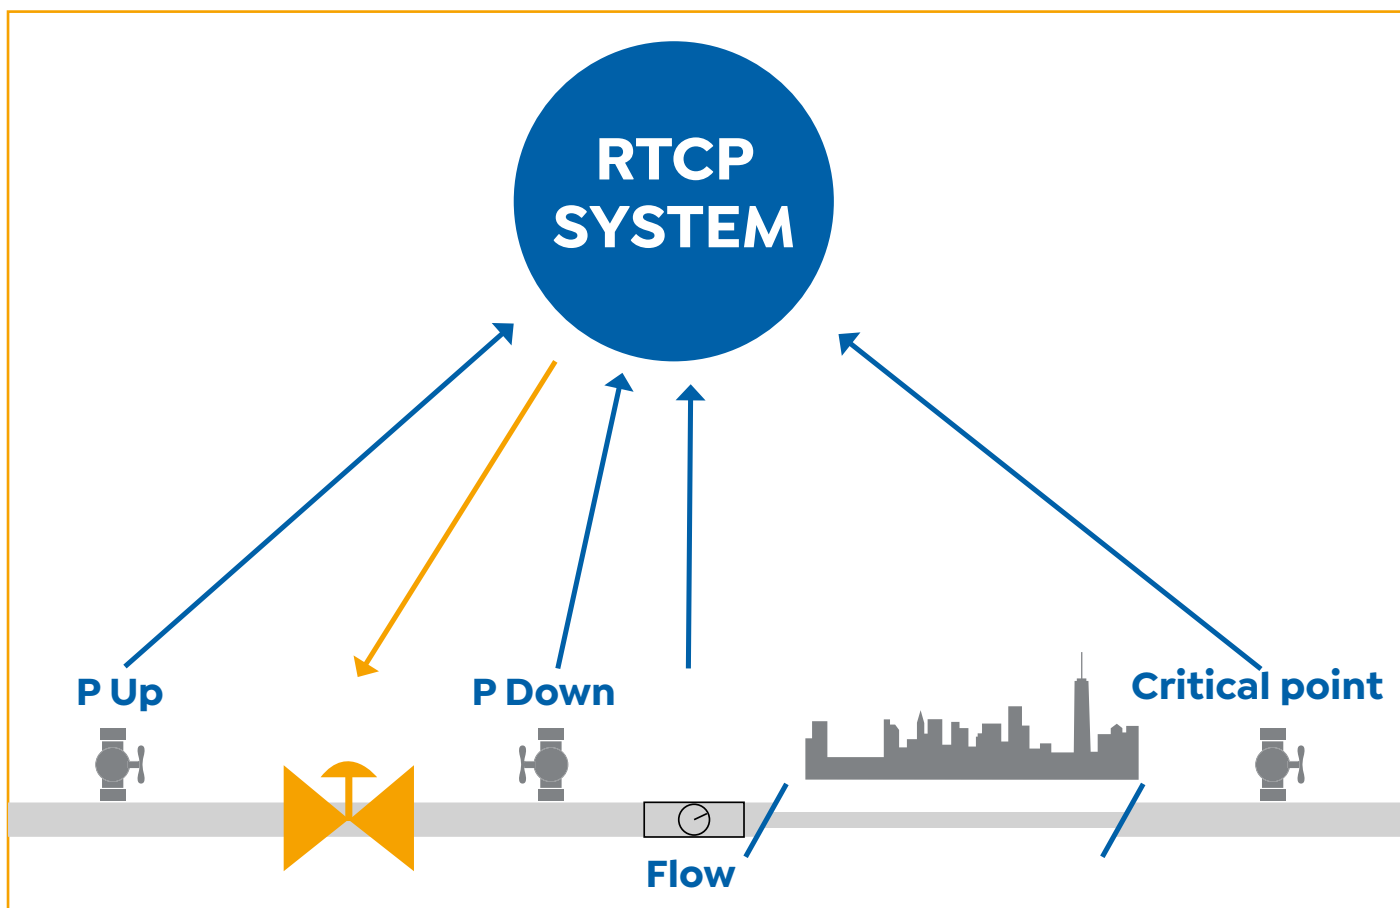 RTCP
SYSTEM
P Up
P Down
Critical point
Flow